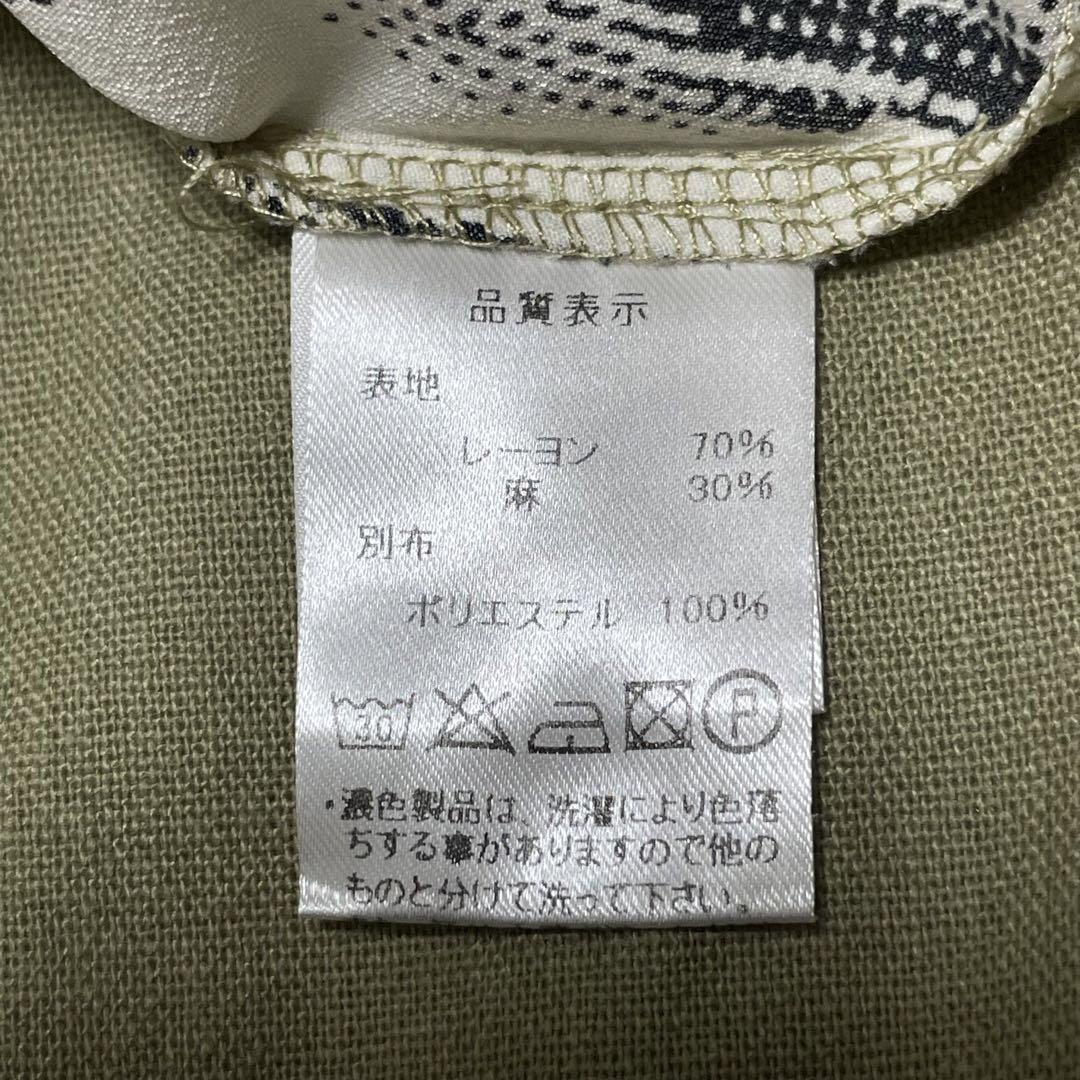 品質表示
表地
レーヨン 70%
麻 30%
別布
ポリエステル 100%
30 P
・濃色製品は、洗濯により色落
ちする事がありますので他の
ものと分けて洗って下さい。